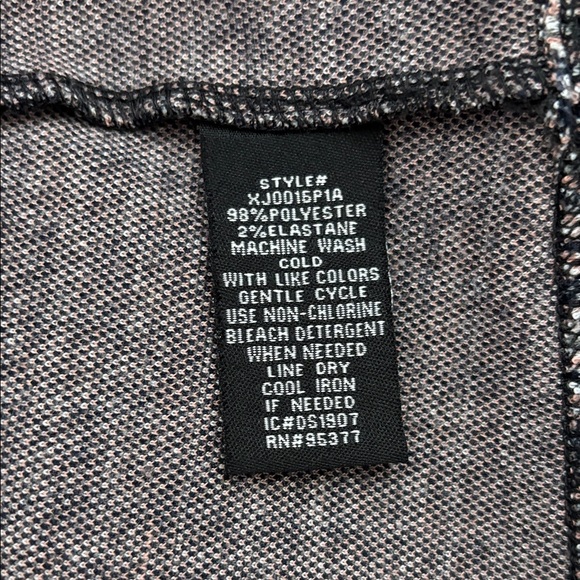 STYLE#
XJ0015P1A
98%POLYESTER
2%ELASTANE
MACHINE WASH
COLD
WITH LIKE COLORS
GENTLE CYCLE
USE NON-CHLORINE
BLEACH DETERGENT
WHEN NEEDED
LINE DRY
COOL IRON
IF NEEDED
IC#DS1907
RN#95377